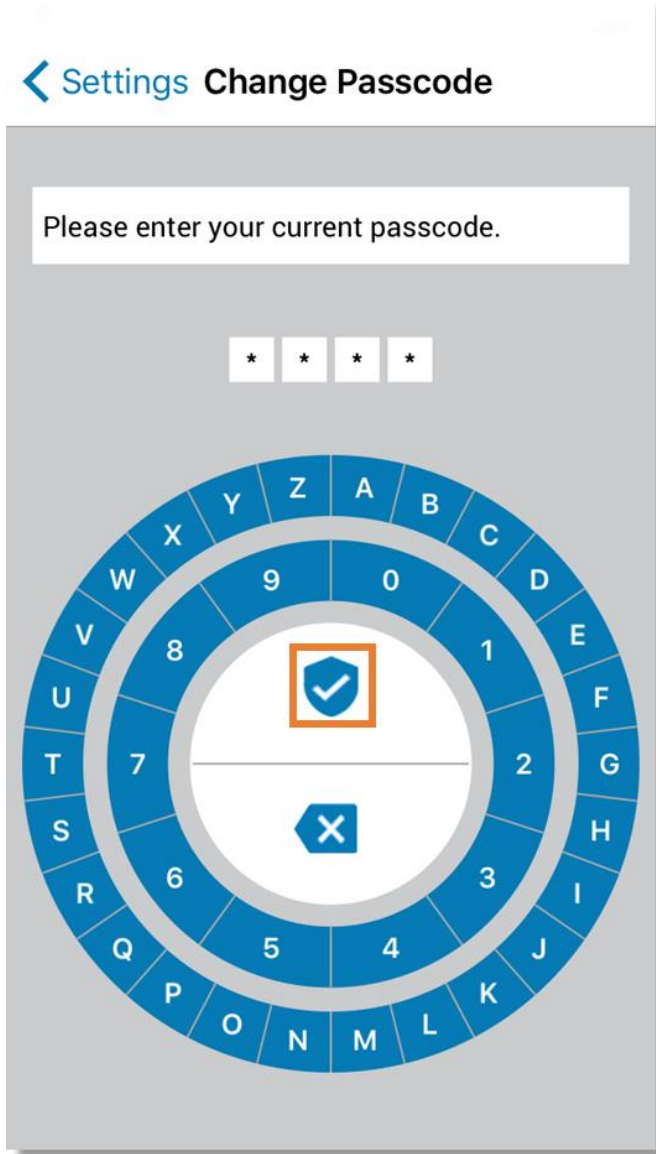 Settings Change Passcode
Please enter your current passcode.
* * * *
A
B
C
D
E
F
G
H
I
J
K
L
M
N
O
P
Q
R
S
T
U
V
W
X
Y
Z
0
1
2
3
4
5
6
7
8
9